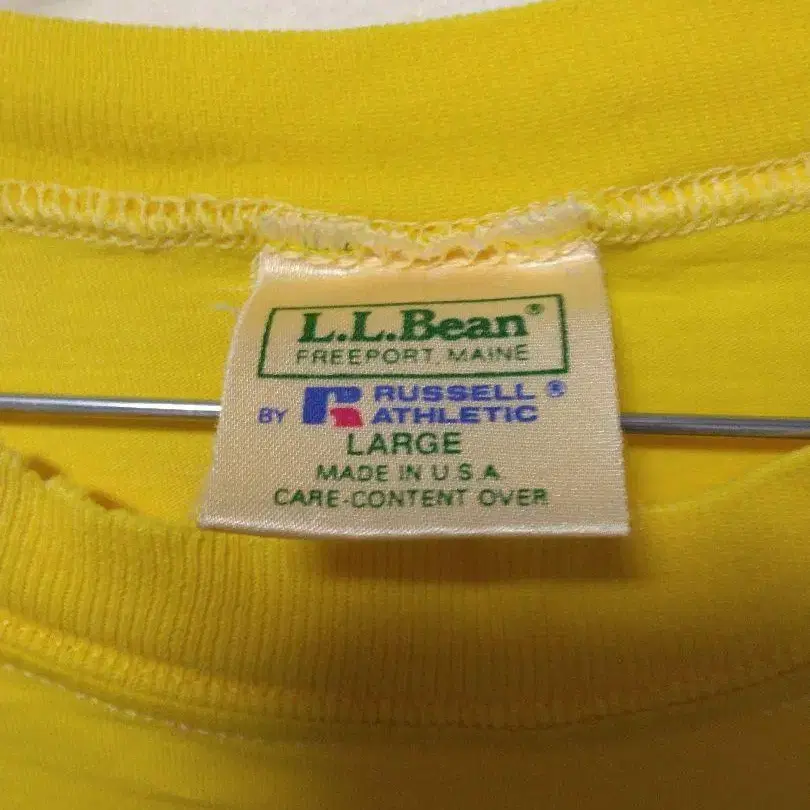 L.L.Bean®
FREEPORT, MAINE
BY RUSSELL ®
ATHLETIC
LARGE
MADE IN U.S.A
CARE-CONTENT OVER